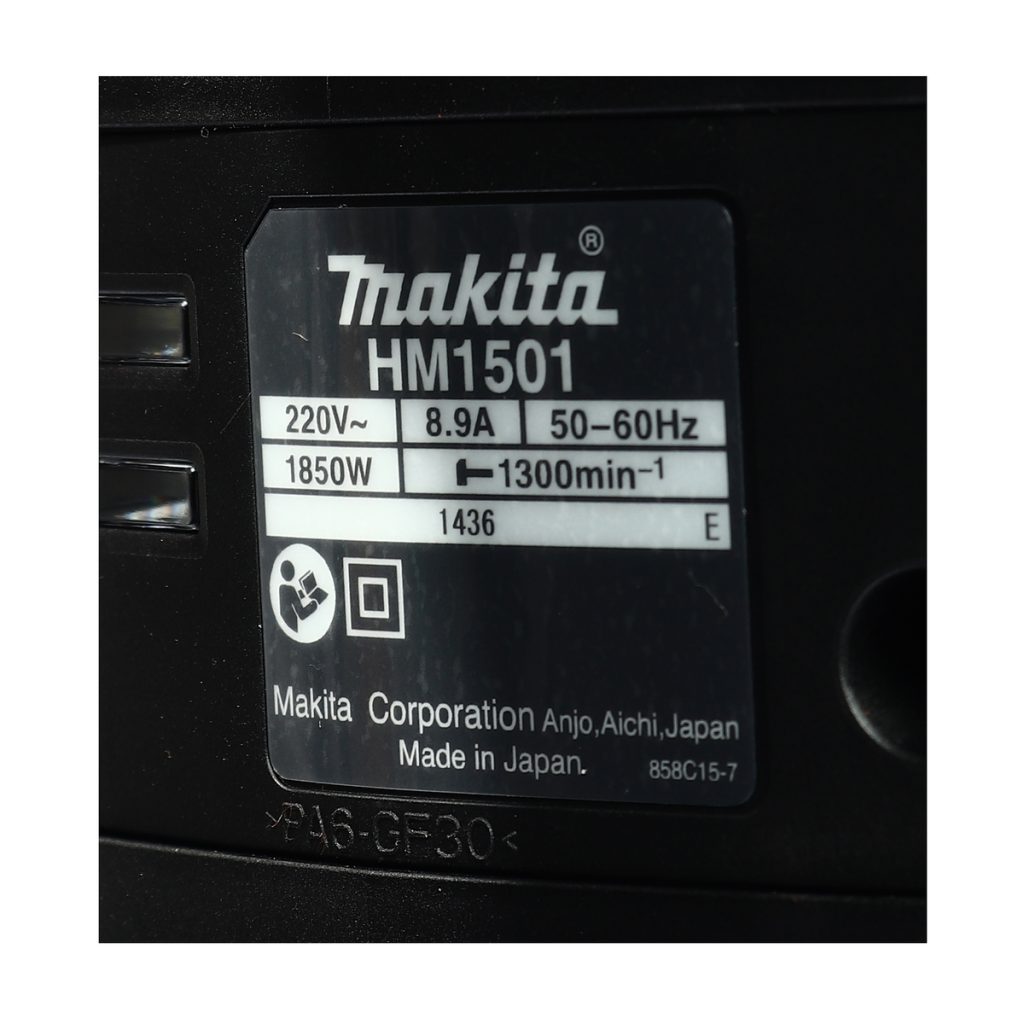 makita®
HM1501
220V~ 8.9A 50–60Hz
1850W 1300min⁻¹
1436 E
Makita Corporation Anjo,Aichi,Japan
Made in Japan.
858C15-7
>PA6-GF30<